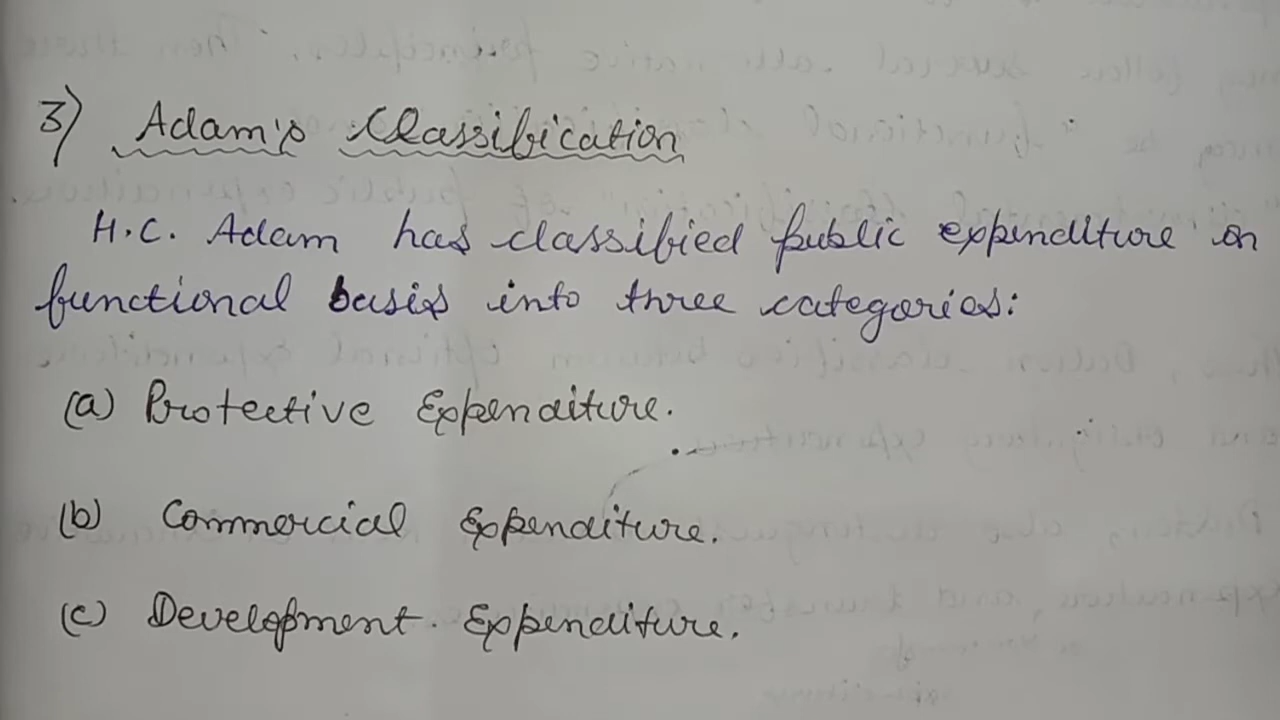 3) Adam's Classification
H.C. Adam has classified public expenditure on
functional basis into three categories:
(a) Protective Expenditure.
(b) Commercial Expenditure.
(c) Development Expenditure.